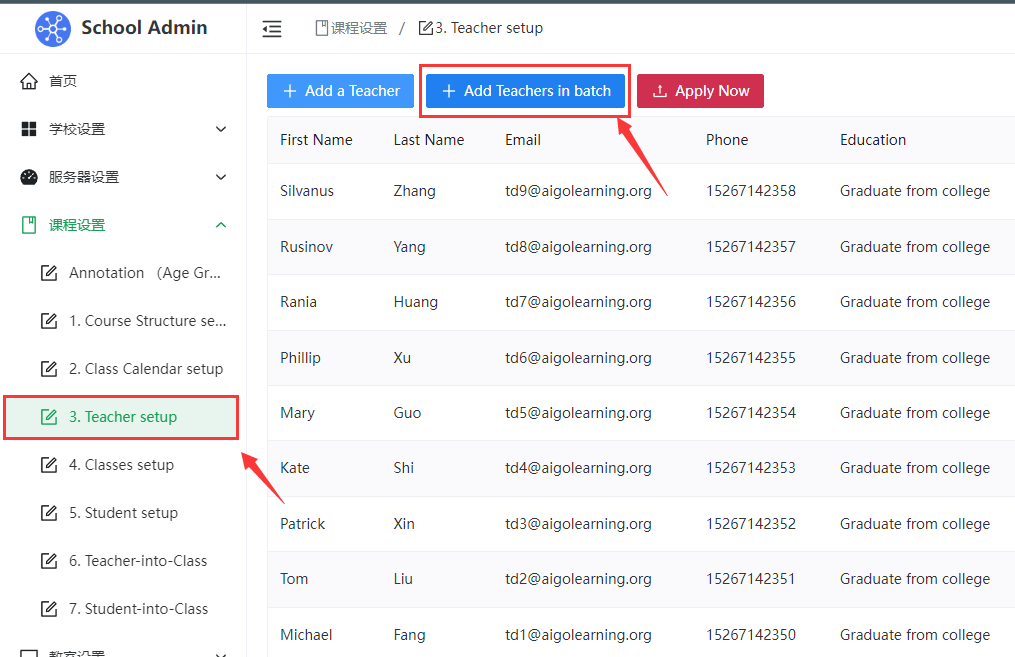 School Admin
课程设置 / 3. Teacher setup
首页
学校设置
服务器设置
课程设置
Annotation （Age Gr...
1. Course Structure se...
2. Class Calendar setup
3. Teacher setup
4. Classes setup
5. Student setup
6. Teacher-into-Class
7. Student-into-Class
教室设置
Add a Teacher Add Teachers in batch Apply Now
First Name Last Name Email Phone Education
Silvanus Zhang td9@aigolearning.org 15267142358 Graduate from college
Rusinov Yang td8@aigolearning.org 15267142357 Graduate from college
Rania Huang td7@aigolearning.org 15267142356 Graduate from college
Phillip Xu td6@aigolearning.org 15267142355 Graduate from college
Mary Guo td5@aigolearning.org 15267142354 Graduate from college
Kate Shi td4@aigolearning.org 15267142353 Graduate from college
Patrick Xin td3@aigolearning.org 15267142352 Graduate from college
Tom Liu td2@aigolearning.org 15267142351 Graduate from college
Michael Fang td1@aigolearning.org 15267142350 Graduate from college